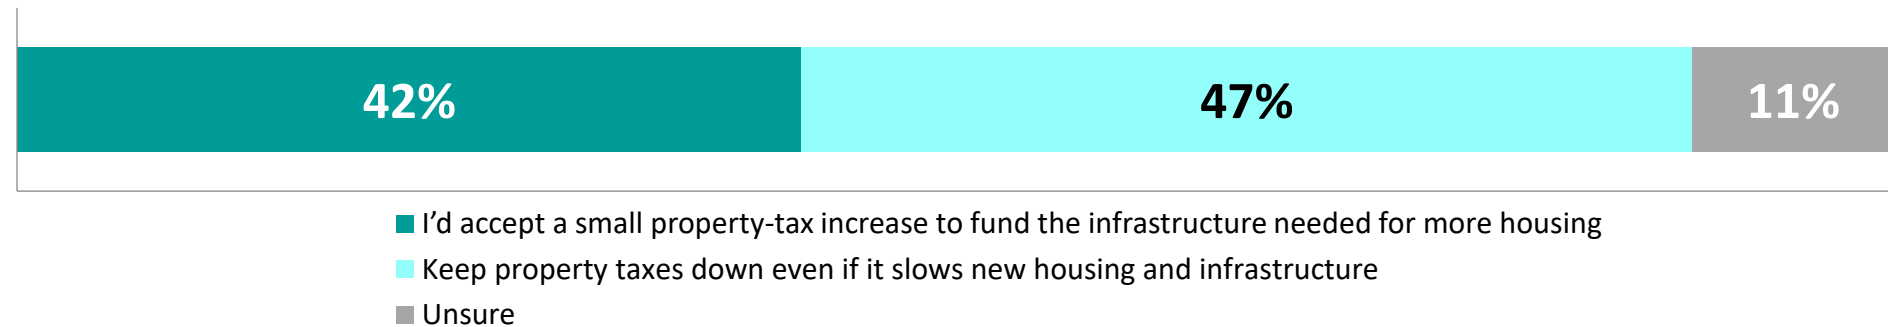 42% 47% 11%
I’d accept a small property-tax increase to fund the infrastructure needed for more housing
Keep property taxes down even if it slows new housing and infrastructure
Unsure